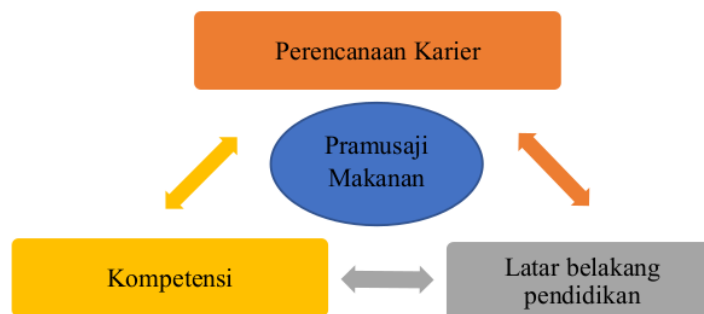 Perencanaan Karier
Pramusaji
Makanan
Kompetensi
Latar belakang
pendidikan